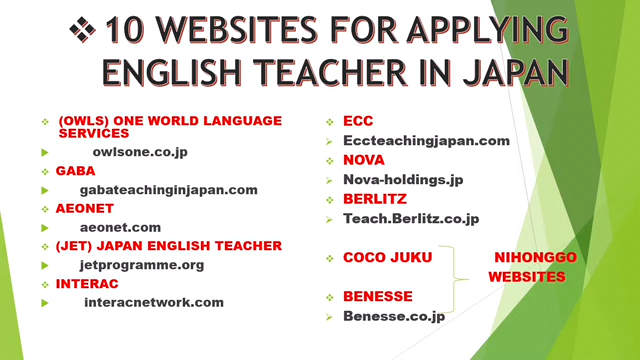 10 WEBSITES FOR APPLYING
ENGLISH TEACHER IN JAPAN
(OWLS) ONE WORLD LANGUAGE
SERVICES
owlsone.co.jp
GABA
gabateachinginjapan.com
AEONET
aeonet.com
(JET) JAPAN ENGLISH TEACHER
jetprogramme.org
INTERAC
interacnetwork.com
ECC
Eccteachingjapan.com
NOVA
Nova-holdings.jp
BERLITZ
Teach.Berlitz.co.jp
COCO JUKU
BENESSE
Benesse.co.jp
NIHONGGO
WEBSITES